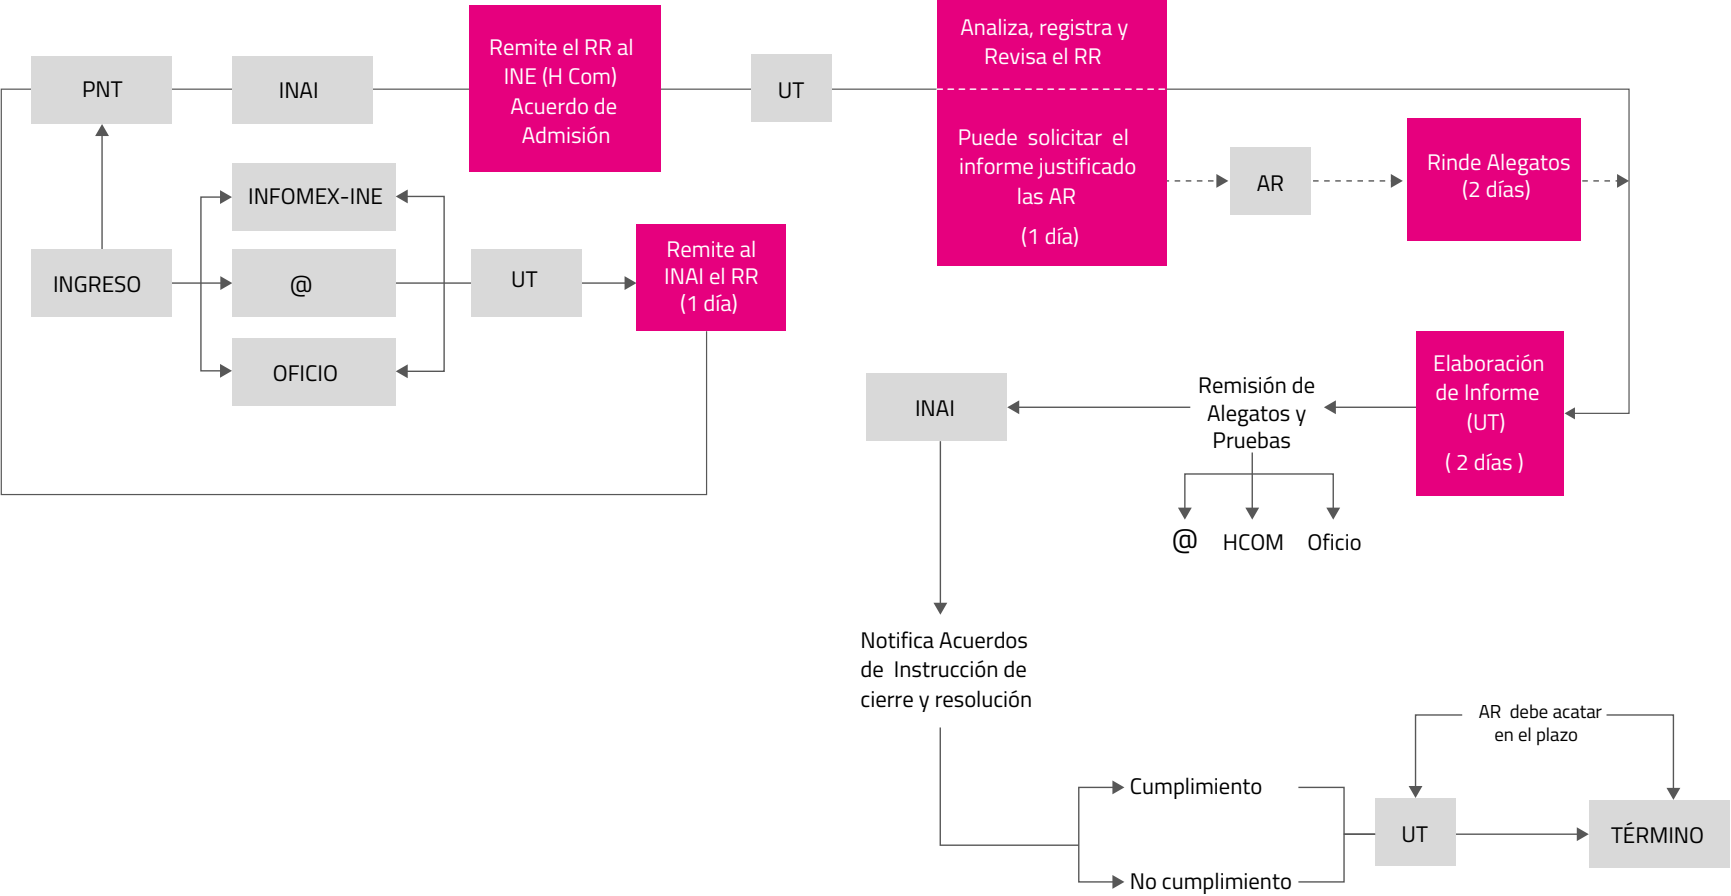 PNT
INAI
Remite el RR al
INE (H Com)
Acuerdo de
Admisión
UT
Analiza, registra y
Revisa el RR
Puede solicitar el
informe justificado
las AR
(1 día)
AR
Rinde Alegatos
(2 días)
INFOMEX-INE
INGRESO
@
OFICIO
UT
Remite al
INAI el RR
(1 día)
Elaboración
de Informe
(UT)
( 2 días )
Remisión de
Alegatos y
Pruebas
@
HCOM
Oficio
INAI
Notifica Acuerdos
de Instrucción de
cierre y resolución
Cumplimiento
No cumplimiento
UT
AR debe acatar
en el plazo
TÉRMINO